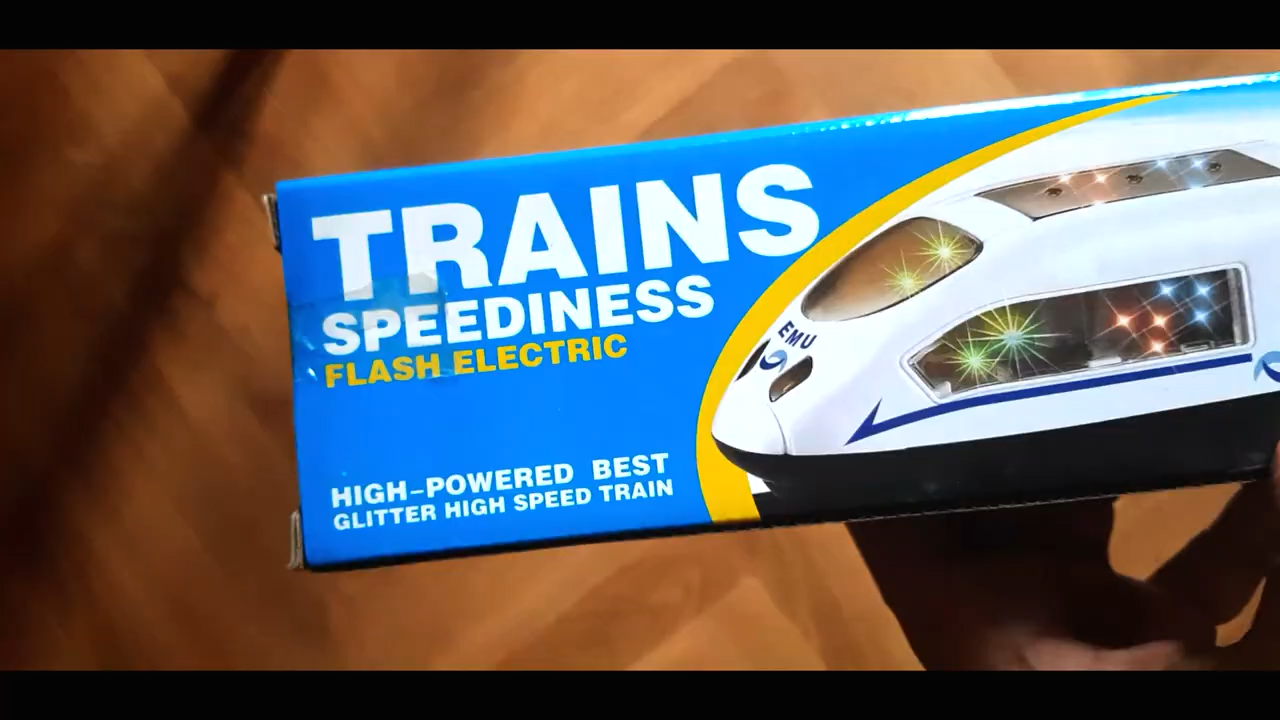 TRAINS
SPEEDINESS
FLASH ELECTRIC
EMU
HIGH-POWERED BEST
GLITTER HIGH SPEED TRAIN